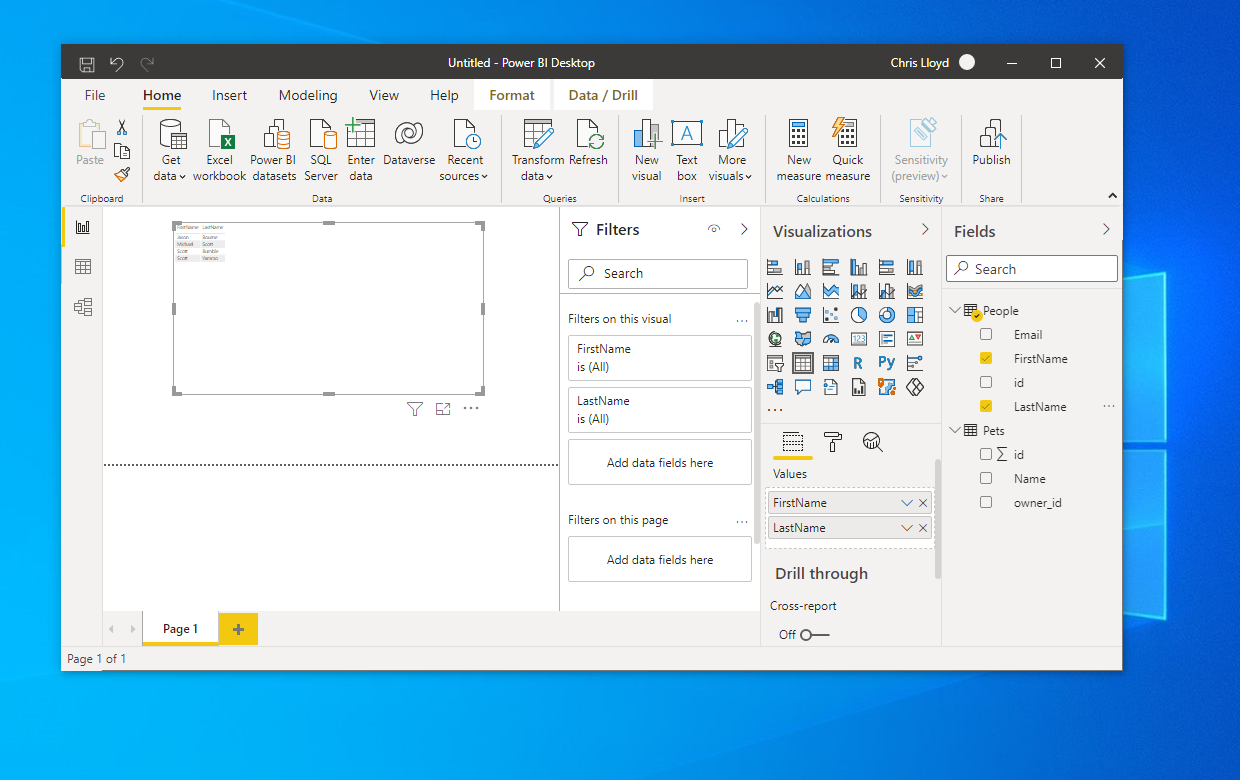 Untitled - Power BI Desktop
Chris Lloyd
File Home Insert Modeling View Help Format Data / Drill
Paste
Get data
Excel workbook
Power BI datasets
SQL Server
Enter data
Dataverse
Recent sources
Transform data
Refresh
New visual
Text box
More visuals
New measure
Quick measure
Sensitivity (preview)
Publish
Clipboard Data Queries Insert Calculations Sensitivity Share
FirstName LastName
Jason Bourne
Michael Scott
Scott
Scott
Filters
Search
Filters on this visual
FirstName
is (All)
LastName
is (All)
Add data fields here
Filters on this page
Add data fields here
Visualizations
123
R Py
Values
FirstName
LastName
Drill through
Cross-report
Off
Fields
Search
People
Email
FirstName
id
LastName
Pets
∑ id
Name
owner_id
Page 1
Page 1 of 1